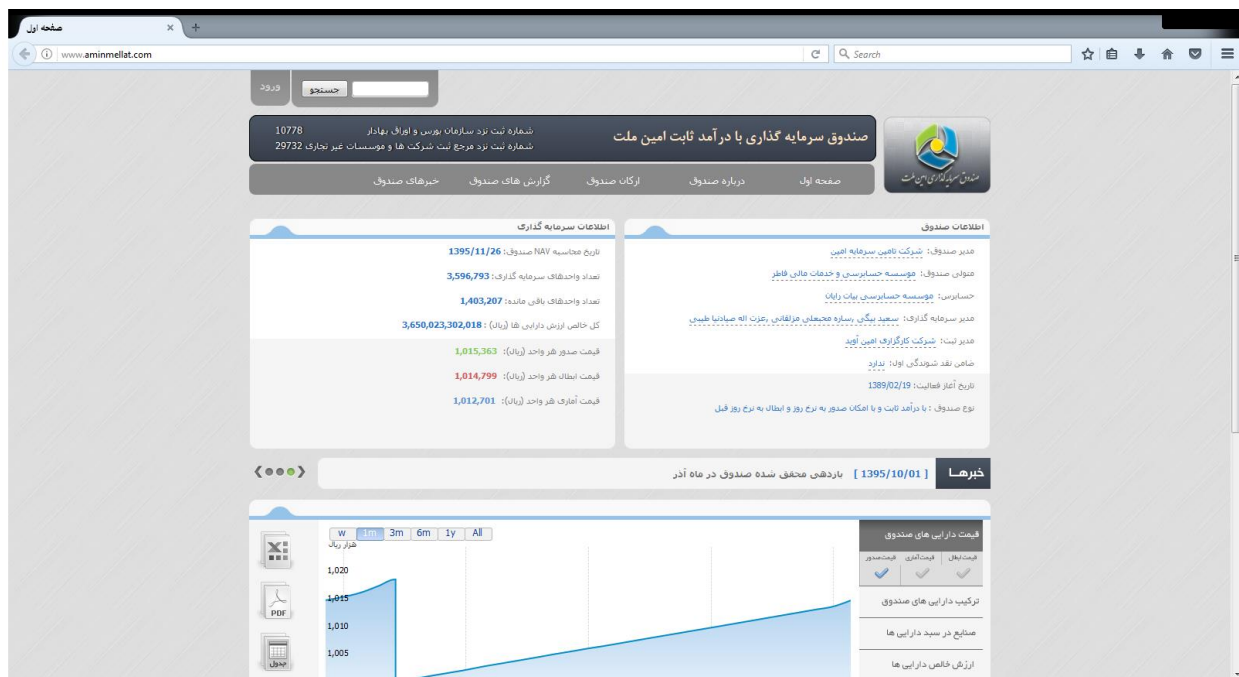 صفحه اول
www.aminmellat.com
Search
جستجو
ورود
صندوق سرمایه گذاری با درآمد ثابت امین ملت
شماره ثبت نزد سازمان بورس و اوراق بهادار 10778
شماره ثبت نزد مرجع ثبت شرکت ها و موسسات غیر تجاری 29732
صندوق سرمایه گذاری امین ملت
صفحه اول
درباره صندوق
ارکان صندوق
گزارش های صندوق
خبرهای صندوق
اطلاعات صندوق
مدیر صندوق: شرکت تامین سرمایه امین
متولی صندوق: موسسه حسابرسی و خدمات مالی فاطر
حسابرس: موسسه حسابرسی بیات رایان
مدیر سرمایه گذاری: سعید بیگی ,ساره محبعلی مزلقانی ,عزت اله صیادنیا طیبی
مدیر ثبت: شرکت کارگزاری امین آوید
ضامن نقد شوندگی اول: ندارد
تاریخ آغاز فعالیت: 1389/02/19
نوع صندوق : با درآمد ثابت و با امکان صدور به نرخ روز و ابطال به نرخ روز قبل
اطلاعات سرمایه گذاری
تاریخ محاسبه NAV صندوق: 1395/11/26
تعداد واحدهای سرمایه گذاری: 3,596,793
تعداد واحدهای باقی مانده: 1,403,207
کل خالص ارزش دارایی ها (ریال) : 3,650,023,302,018
قیمت صدور هر واحد (ریال): 1,015,363
قیمت ابطال هر واحد (ریال): 1,014,799
قیمت آماری هر واحد (ریال): 1,012,701
خبرهـا
[ 1395/10/01 ] بازدهی محقق شده صندوق در ماه آذر
قیمت دارایی های صندوق
قیمت صدور قیمت آماری قیمت ابطال
ترکیب دارایی های صندوق
صنایع در سبد دارایی ها
ارزش خالص دارایی ها
w 1m 3m 6m 1y All
هزار ریال
1,020
1,015
1,010
1,005
PDF
جدول